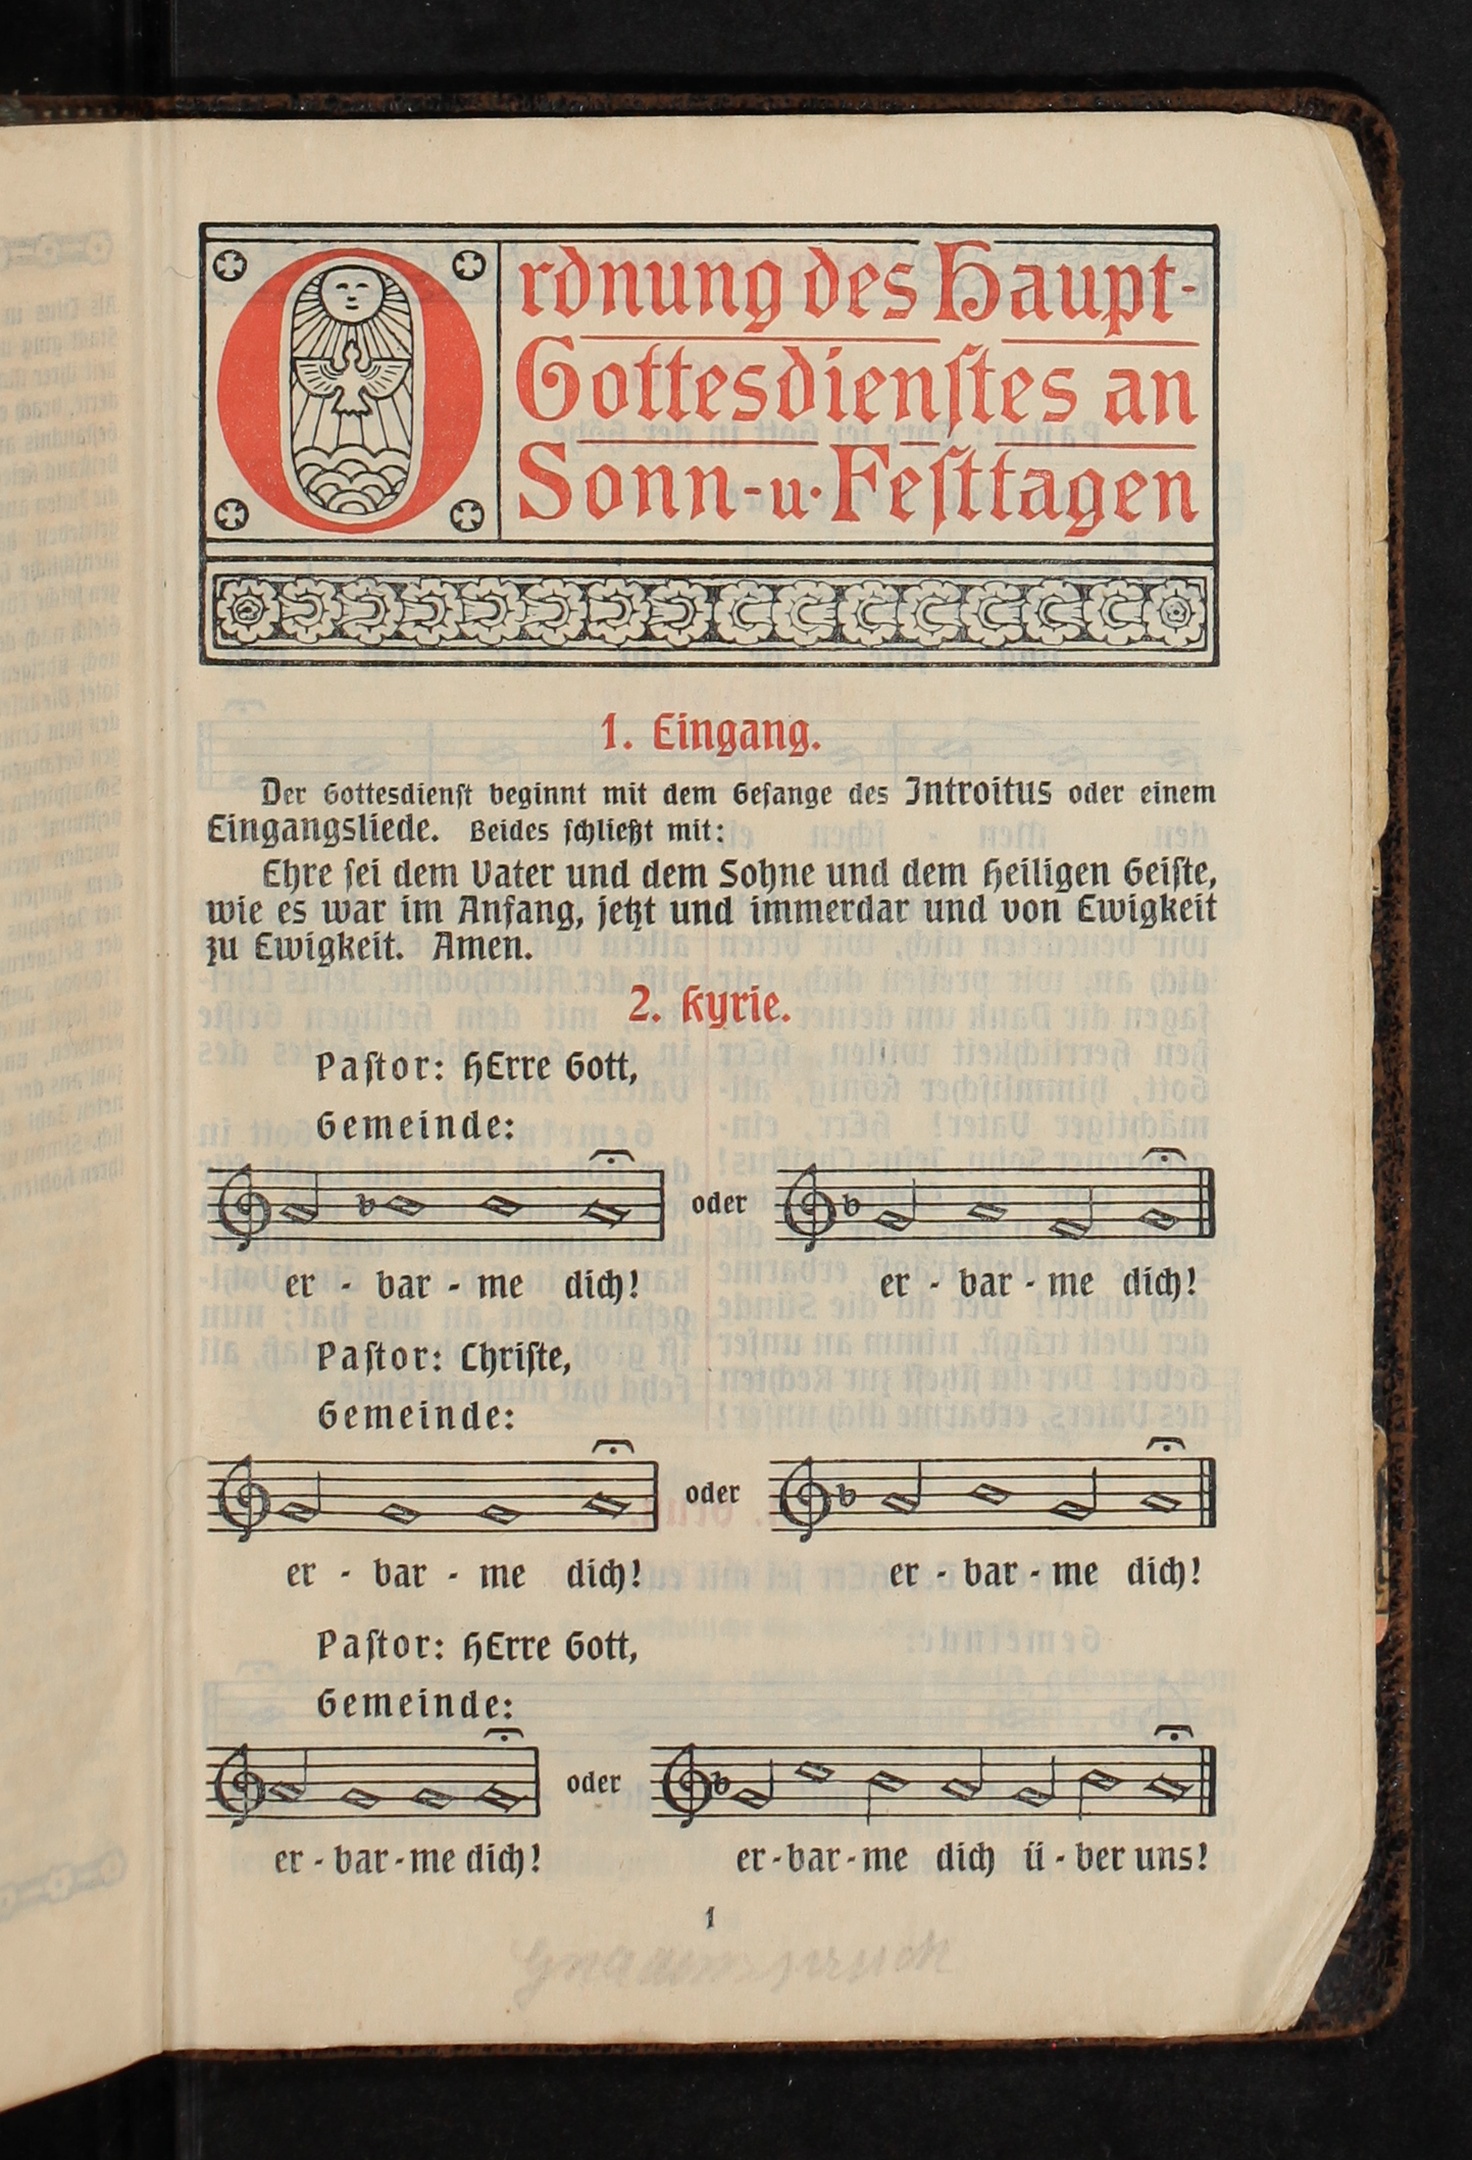 Ordnung des Haupt-
Gottesdienſtes an
Sonn- u. Feſttagen
1. Eingang.
Der Gottesdienſt beginnt mit dem Geſange des Introitus oder einem
Eingangsliede. Beides ſchließt mit:
Ehre ſei dem Vater und dem Sohne und dem Heiligen Geiſte,
wie es war im Anfang, jetzt und immerdar und von Ewigkeit
zu Ewigkeit. Amen.
2. Kyrie.
Paſtor: HErre Gott,
Gemeinde:
oder
er - bar - me dich! er - bar - me dich!
Paſtor: Chriſte,
Gemeinde:
oder
er - bar - me dich! er - bar - me dich!
Paſtor: HErre Gott,
Gemeinde:
oder
er - bar - me dich! er - bar - me dich ü - ber uns!
1
Gnadenspruch